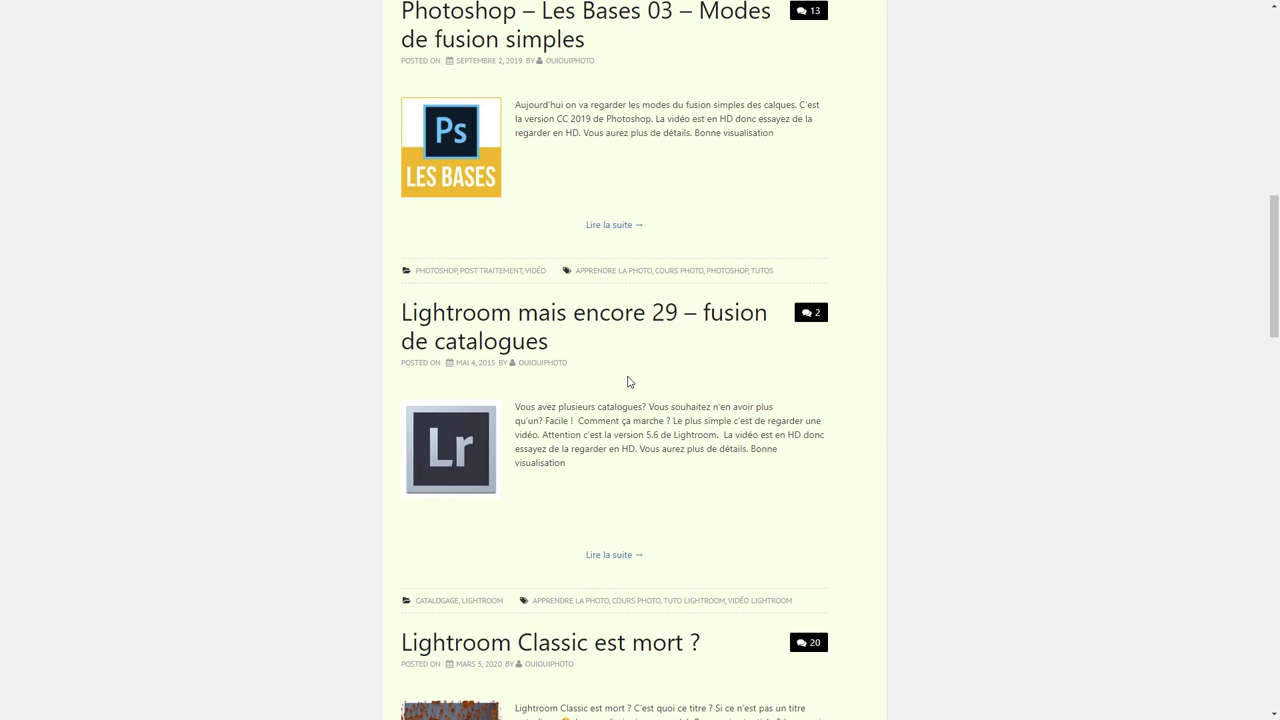 Photoshop – Les Bases 03 – Modes
de fusion simples
13
POSTED ON SEPTEMBRE 2, 2019 BY OUIOUIPHOTO
Ps
LES BASES
Aujourd'hui on va regarder les modes du fusion simples des calques. C'est
la version CC 2019 de Photoshop. La vidéo est en HD donc essayez de la
regarder en HD. Vous aurez plus de détails. Bonne visualisation
Lire la suite →
PHOTOSHOP, POST TRAITEMENT, VIDÉO APPRENDRE LA PHOTO, COURS PHOTO, PHOTOSHOP, TUTOS
Lightroom mais encore 29 – fusion
de catalogues
2
POSTED ON MAI 4, 2015 BY OUIOUIPHOTO
Lr
Vous avez plusieurs catalogues? Vous souhaitez n'en avoir plus
qu'un? Facile ! Comment ça marche ? Le plus simple c'est de regarder une
vidéo. Attention c'est la version 5.6 de Lightroom. La vidéo est en HD donc
essayez de la regarder en HD. Vous aurez plus de détails. Bonne
visualisation
Lire la suite →
CATALOGAGE, LIGHTROOM APPRENDRE LA PHOTO, COURS PHOTO, TUTO LIGHTROOM, VIDÉO LIGHTROOM
Lightroom Classic est mort ?
20
POSTED ON MARS 5, 2020 BY OUIOUIPHOTO
Lightroom Classic est mort ? C'est quoi ce titre ? Si ce n'est pas un titre